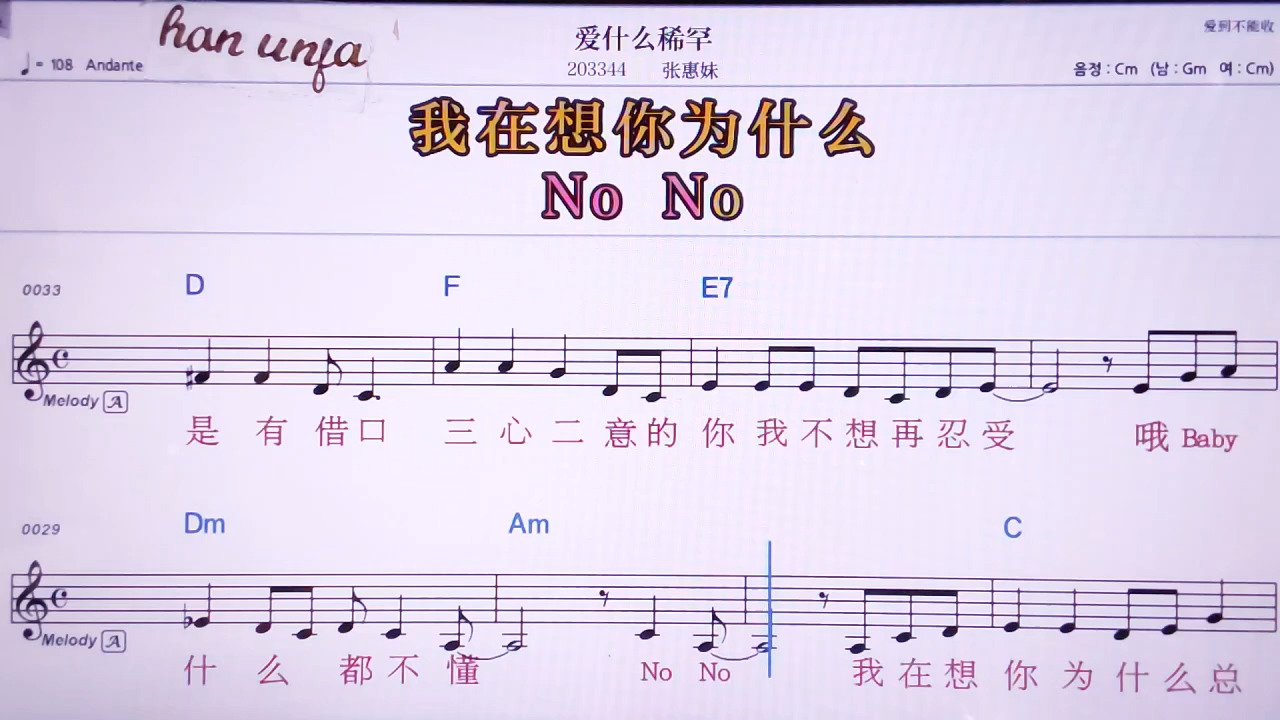 han unfa
爱什么稀罕
爱到不能收
♩= 108 Andante
203344 张惠妹
음정 : Cm (남 : Gm 여 : Cm)
我在想你为什么
No No
0033
D F E7
Melody A
是有借口 三心二意的你我不想再忍受 哦 Baby
0029
Dm Am C
Melody A
什么都不懂 No No 我在想你为什么总